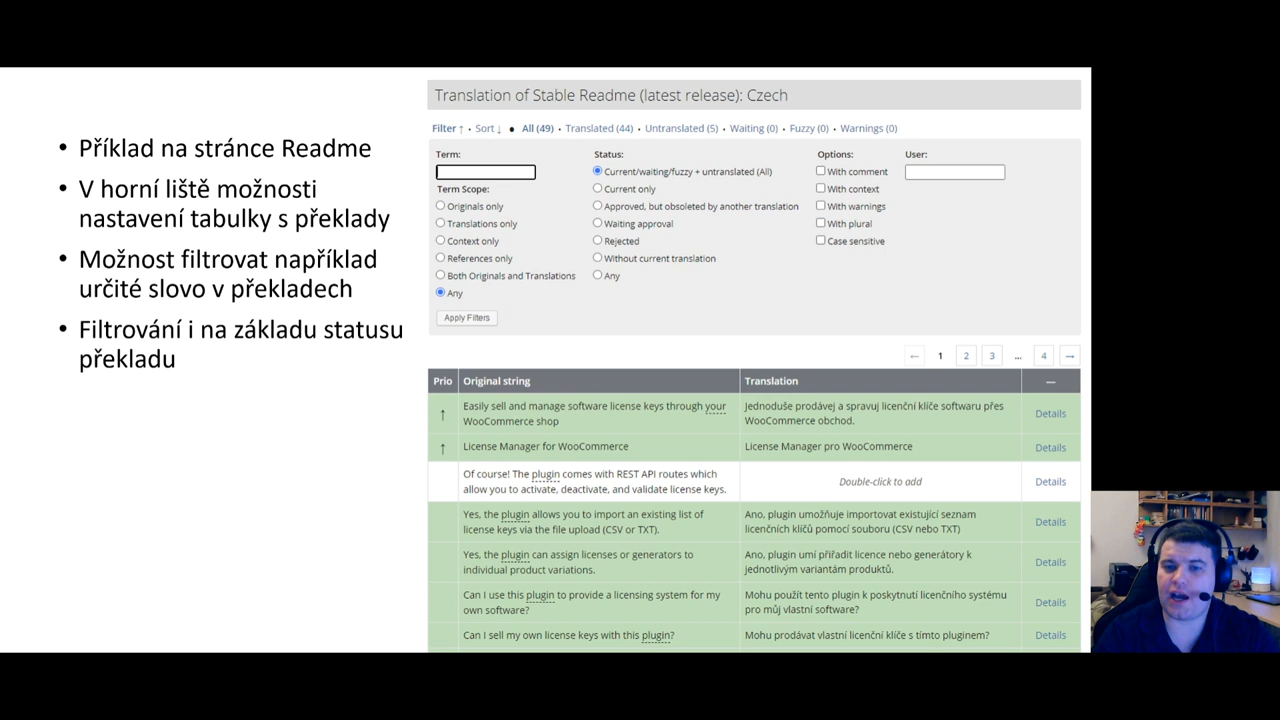 • Příklad na stránce Readme
• V horní liště možnosti
nastavení tabulky s překlady
• Možnost filtrovat například
určité slovo v překladech
• Filtrování i na základu statusu
překladu
Translation of Stable Readme (latest release): Czech
Filter ↑ • Sort ↓ • All (49) • Translated (44) • Untranslated (5) • Waiting (0) • Fuzzy (0) • Warnings (0)
Term:
Term Scope:
Originals only
Translations only
Context only
References only
Both Originals and Translations
Any
Apply Filters
Status:
Current/waiting/fuzzy + untranslated (All)
Current only
Approved, but obsoleted by another translation
Waiting approval
Rejected
Without current translation
Any
Options:
With comment
With context
With warnings
With plural
Case sensitive
User:
← 1 2 3 ... 4 →
Prio Original string Translation —
↑ Easily sell and manage software license keys through your
WooCommerce shop
Jednoduše prodávej a spravuj licenční klíče softwaru přes
WooCommerce obchod.
Details
↑ License Manager for WooCommerce
License Manager pro WooCommerce
Details
Of course! The plugin comes with REST API routes which
allow you to activate, deactivate, and validate license keys.
Double-click to add
Details
Yes, the plugin allows you to import an existing list of
license keys via the file upload (CSV or TXT).
Ano, plugin umožňuje importovat existující seznam
licenčních klíčů pomocí souboru (CSV nebo TXT)
Details
Yes, the plugin can assign licenses or generators to
individual product variations.
Ano, plugin umí přiřadit licence nebo generátory k
jednotlivým variantám produktů.
Details
Can I use this plugin to provide a licensing system for my
own software?
Mohu použít tento plugin k poskytnutí licenčního systému
pro můj vlastní software?
Details
Can I sell my own license keys with this plugin?
Mohu prodávat vlastní licenční klíče s tímto pluginem?
Details